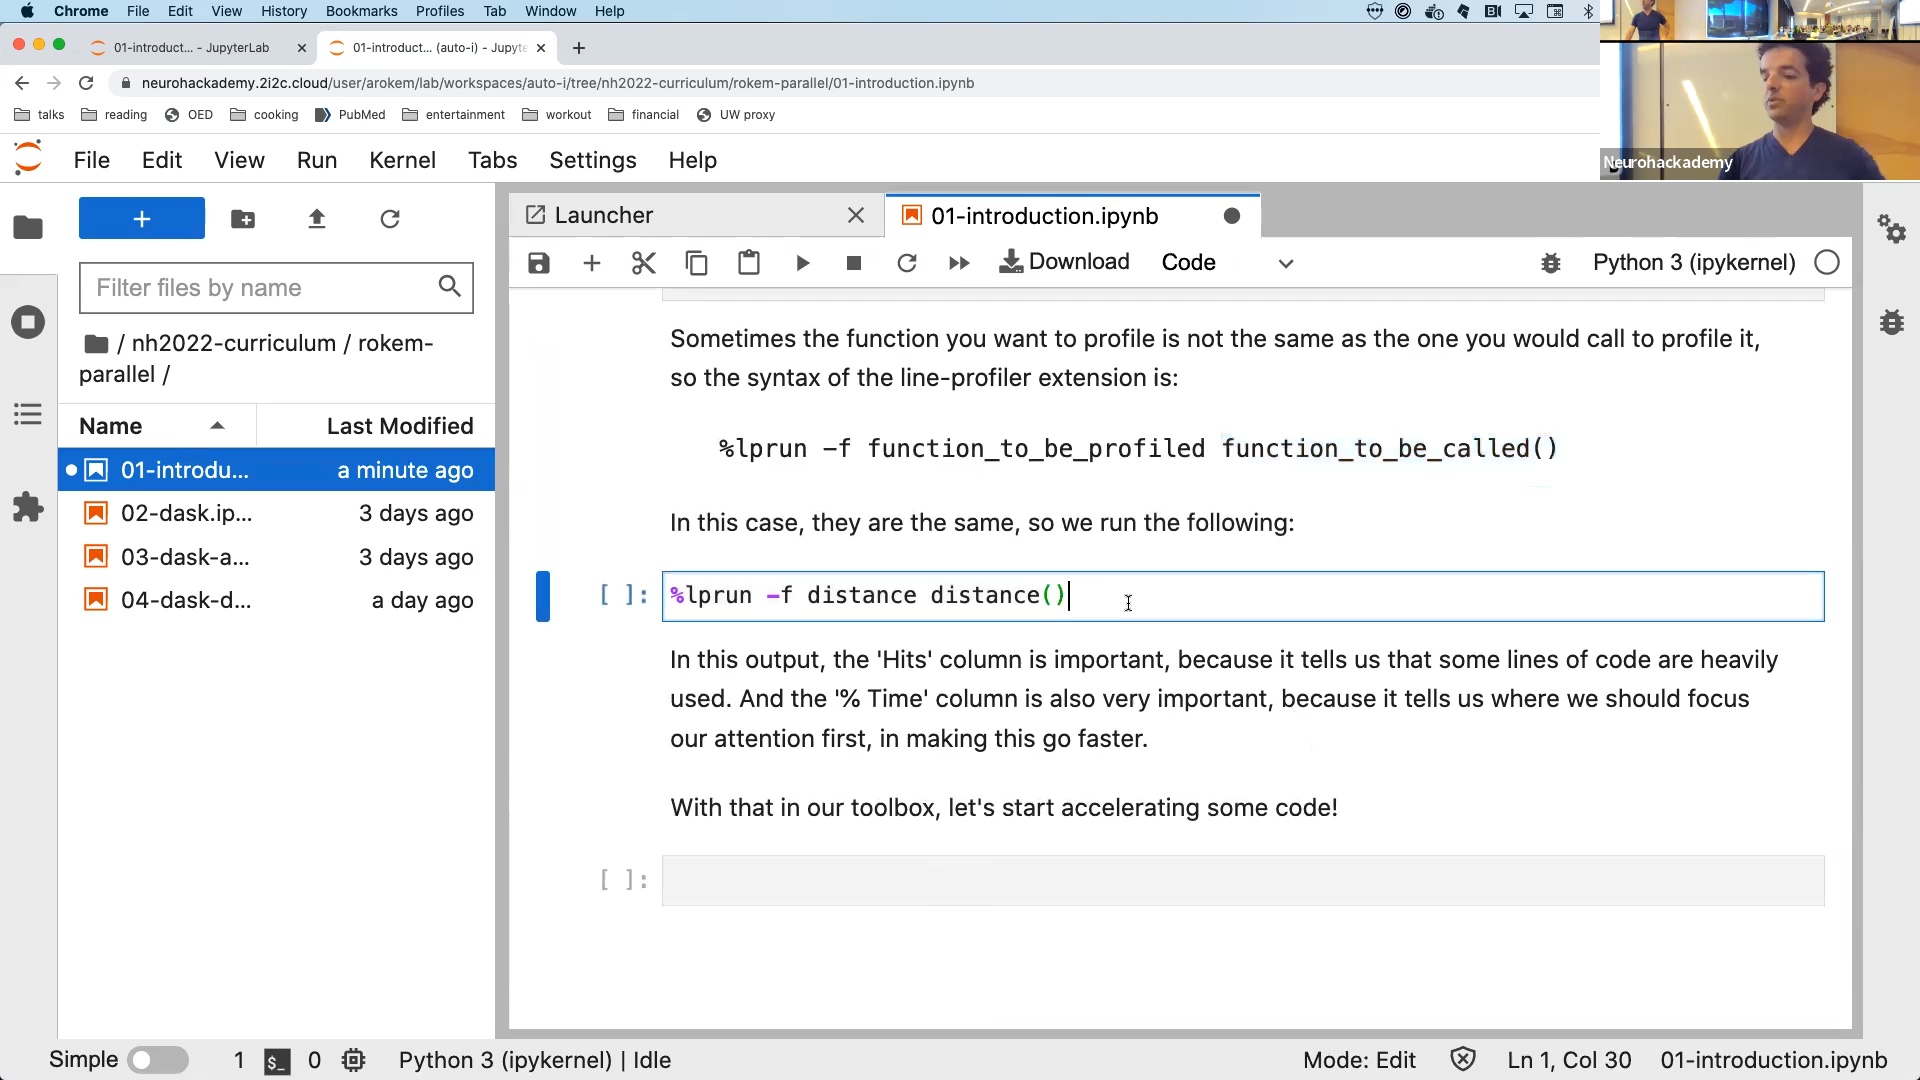 Chrome File Edit View History Bookmarks Profiles Tab Window Help
01-introduct... - JupyterLab
01-introduct... (auto-i) - Jupyte
neurohackademy.2i2c.cloud/user/arokem/lab/workspaces/auto-i/tree/nh2022-curriculum/rokem-parallel/01-introduction.ipynb
talks reading OED cooking PubMed entertainment workout financial UW proxy
Neurohackademy
File Edit View Run Kernel Tabs Settings Help
Launcher
01-introduction.ipynb
Download Code Python 3 (ipykernel)
Filter files by name
/ nh2022-curriculum / rokem-
parallel /
Name Last Modified
01-introdu... a minute ago
02-dask.ip... 3 days ago
03-dask-a... 3 days ago
04-dask-d... a day ago
Sometimes the function you want to profile is not the same as the one you would call to profile it,
so the syntax of the line-profiler extension is:
%lprun -f function_to_be_profiled function_to_be_called()
In this case, they are the same, so we run the following:
[ ]: %lprun -f distance distance()
In this output, the 'Hits' column is important, because it tells us that some lines of code are heavily
used. And the '% Time' column is also very important, because it tells us where we should focus
our attention first, in making this go faster.
With that in our toolbox, let's start accelerating some code!
[ ]:
Simple 1 $_ 0 Python 3 (ipykernel) | Idle Mode: Edit Ln 1, Col 30 01-introduction.ipynb